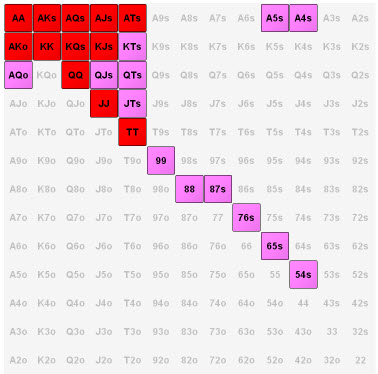 AA AKs AQs AJs ATs A9s A8s A7s A6s A5s A4s A3s A2s
AKo KK KQs KJs KTs K9s K8s K7s K6s K5s K4s K3s K2s
AQo KQo QQ QJs QTs Q9s Q8s Q7s Q6s Q5s Q4s Q3s Q2s
AJo KJo QJo JJ JTs J9s J8s J7s J6s J5s J4s J3s J2s
ATo KTo QTo JTo TT T9s T8s T7s T6s T5s T4s T3s T2s
A9o K9o Q9o J9o T9o 99 98s 97s 96s 95s 94s 93s 92s
A8o K8o Q8o J8o T8o 98o 88 87s 86s 85s 84s 83s 82s
A7o K7o Q7o J7o T7o 97o 87o 77 76s 75s 74s 73s 72s
A6o K6o Q6o J6o T6o 96o 86o 76o 66 65s 64s 63s 62s
A5o K5o Q5o J5o T5o 95o 85o 75o 65o 55 54s 53s 52s
A4o K4o Q4o J4o T4o 94o 84o 74o 64o 54o 44 43s 42s
A3o K3o Q3o J3o T3o 93o 83o 73o 63o 53o 43o 33 32s
A2o K2o Q2o J2o T2o 92o 82o 72o 62o 52o 42o 32o 22